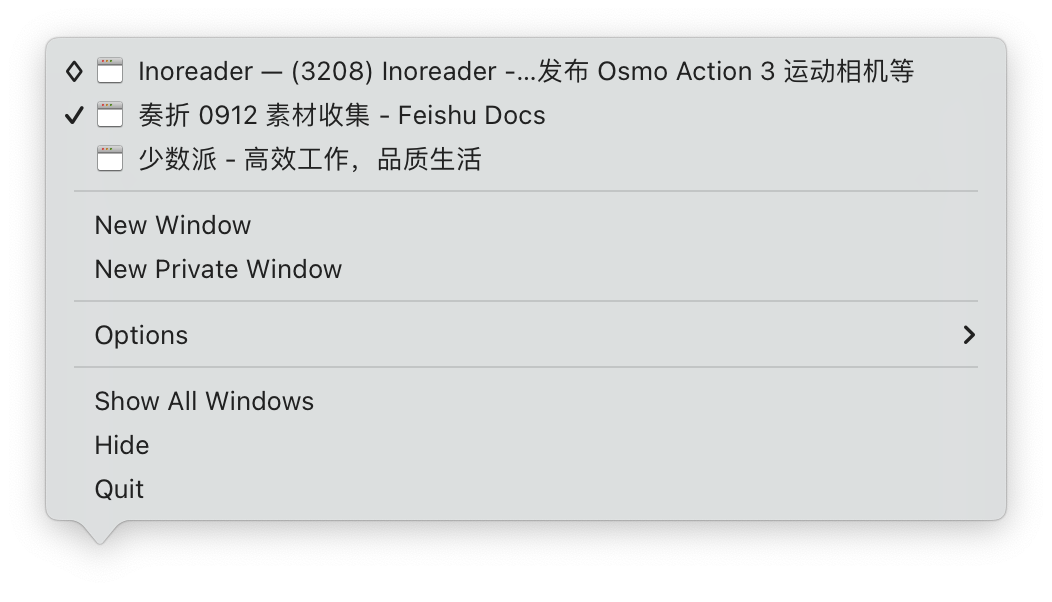 Inoreader — (3208) Inoreader -...发布 Osmo Action 3 运动相机等
奏折 0912 素材收集 - Feishu Docs
少数派 - 高效工作，品质生活
New Window
New Private Window
Options
Show All Windows
Hide
Quit